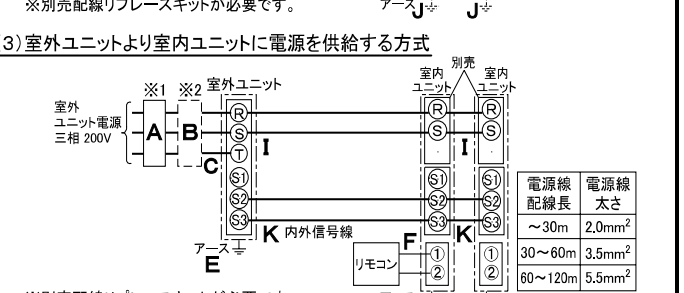 ※別売配線リプレースキットが必要です。
アース J J
(3)室外ユニットより室内ユニットに電源を供給する方式
別売
※1 ※2 室外ユニット
室内ユニット 室内ユニット
室外
ユニット電源
三相 200V
A B C
R S T S1 S2 S3
I I
R S S1 S2 S3
R S S1 S2 S3
K 内外信号線 K
アース
E
F
リモコン
① ②
① ②
電源線配線長 電源線太さ
～30m 2.0mm²
30～60m 3.5mm²
60～120m 5.5mm²